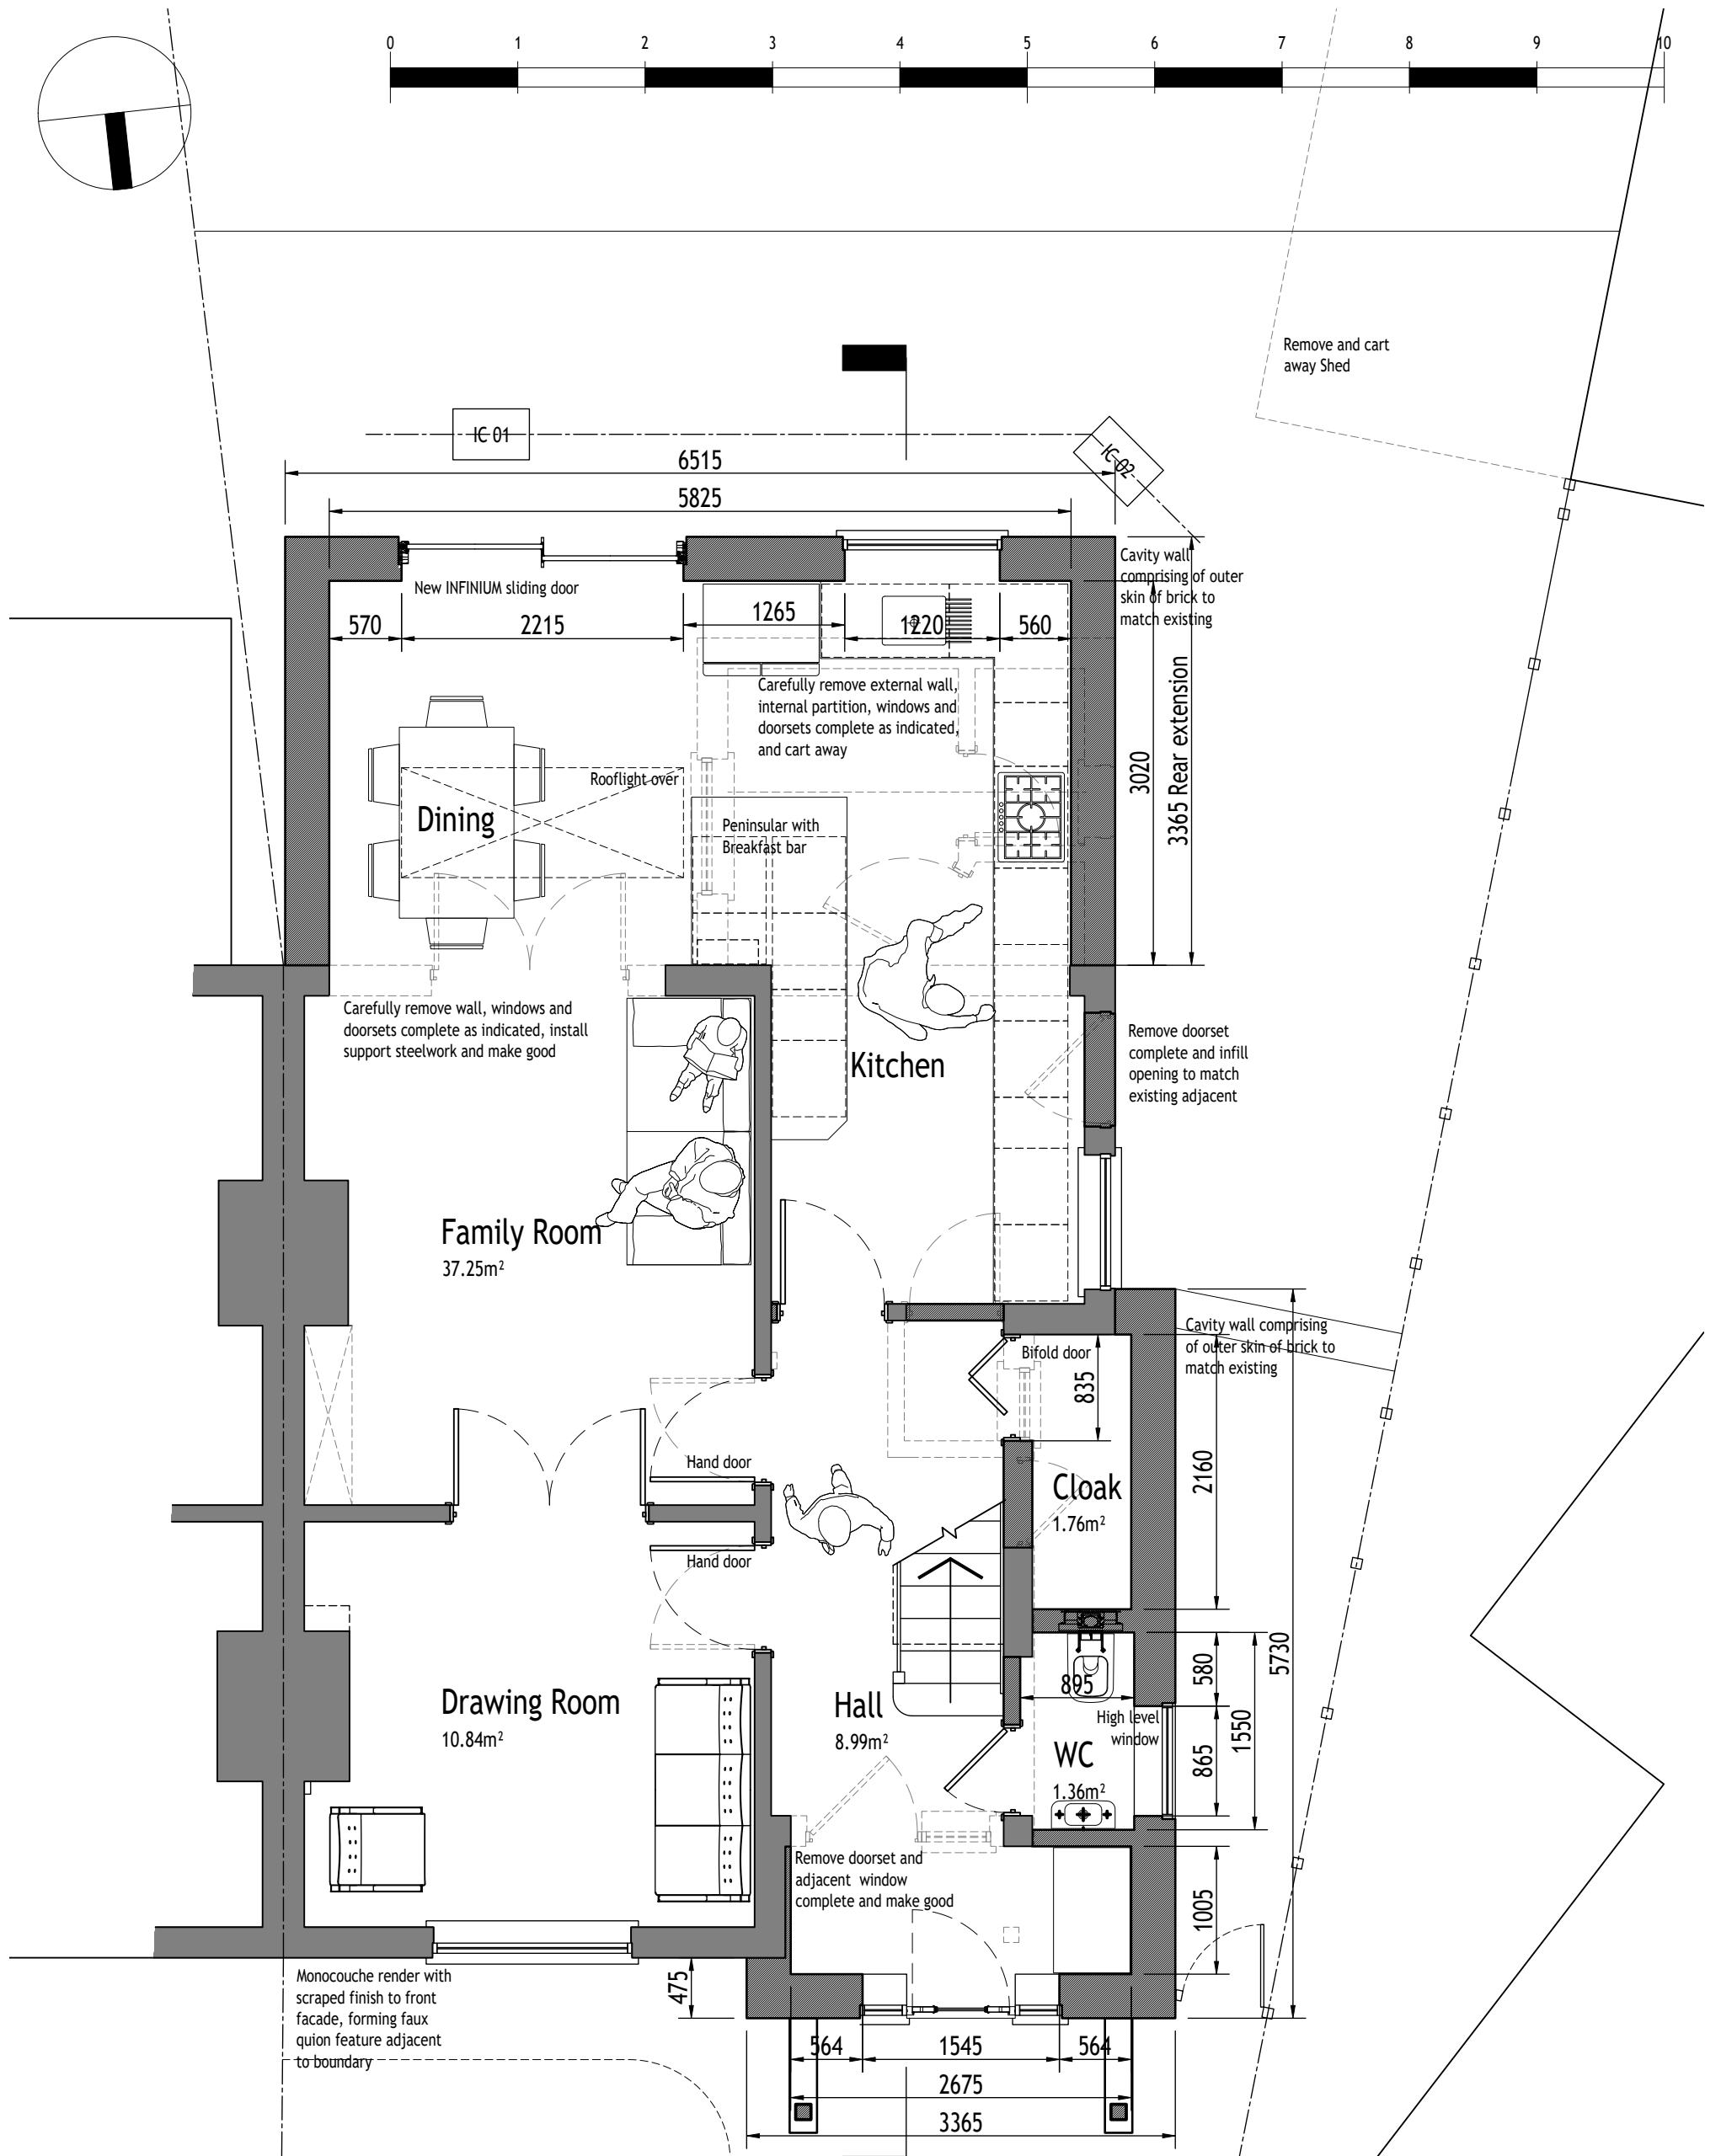 0 1 2 3 4 5 6 7 8 9 10
Remove and cart
away Shed
IC 01
IC 02
6515
5825
New INFINIUM sliding door
Cavity wall
comprising of outer
skin of brick to
match existing
570 2215 1265 1220 560
3365 Rear extension
3020
Carefully remove external wall,
internal partition, windows and
doorsets complete as indicated,
and cart away
Rooflight over
Dining
Peninsular with
Breakfast bar
Carefully remove wall, windows and
doorsets complete as indicated, install
support steelwork and make good
Kitchen
Remove doorset
complete and infill
opening to match
existing adjacent
Family Room
37.25m²
Cavity wall comprising
of outer skin of brick to
match existing
Bifold door
835
2160
Hand door
Cloak
1.76m²
Hand door
5730
580
895
1550
Drawing Room
10.84m²
Hall
8.99m²
High level
window
WC
1.36m²
865
Remove doorset and
adjacent window
complete and make good
1005
Monocouche render with
scraped finish to front
facade, forming faux
quion feature adjacent
to boundary
475
564 1545 564
2675
3365